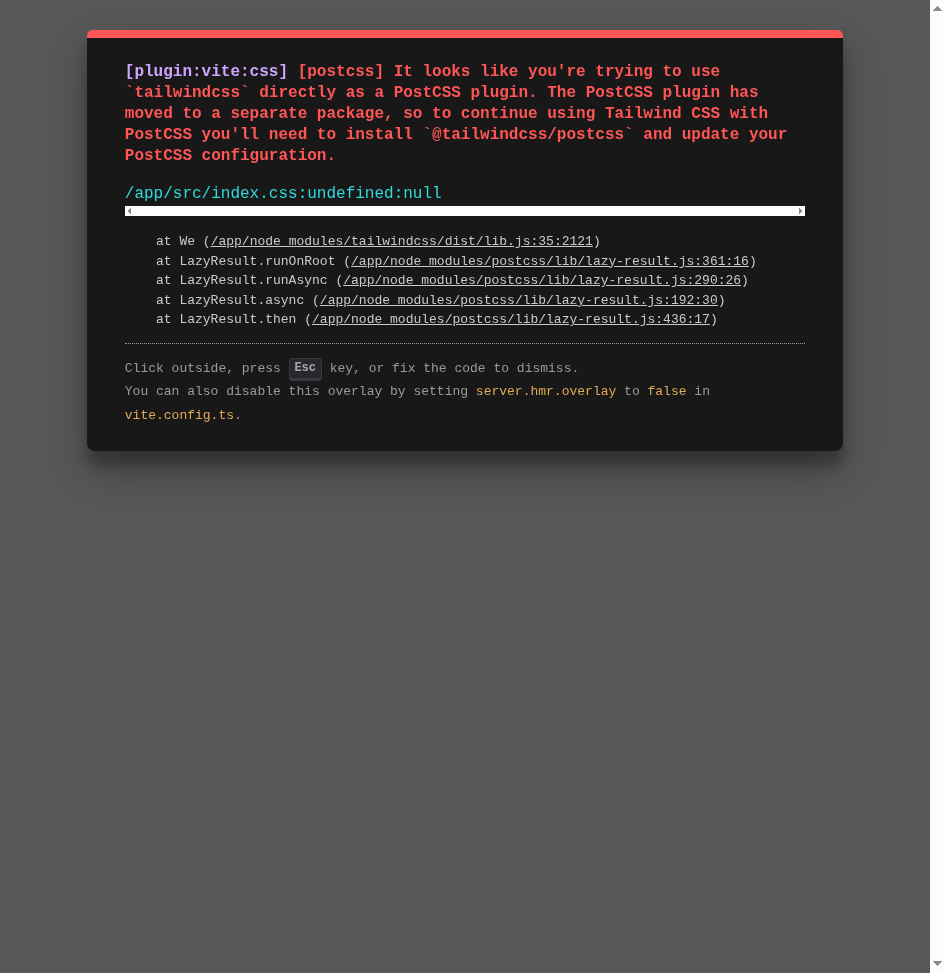 [plugin:vite:css] [postcss] It looks like you're trying to use
`tailwindcss` directly as a PostCSS plugin. The PostCSS plugin has
moved to a separate package, so to continue using Tailwind CSS with
PostCSS you'll need to install `@tailwindcss/postcss` and update your
PostCSS configuration.
/app/src/index.css:undefined:null
at We (/app/node_modules/tailwindcss/dist/lib.js:35:2121)
at LazyResult.runOnRoot (/app/node_modules/postcss/lib/lazy-result.js:361:16)
at LazyResult.runAsync (/app/node_modules/postcss/lib/lazy-result.js:290:26)
at LazyResult.async (/app/node_modules/postcss/lib/lazy-result.js:192:30)
at LazyResult.then (/app/node_modules/postcss/lib/lazy-result.js:436:17)
Click outside, press Esc key, or fix the code to dismiss.
You can also disable this overlay by setting server.hmr.overlay to false in
vite.config.ts.